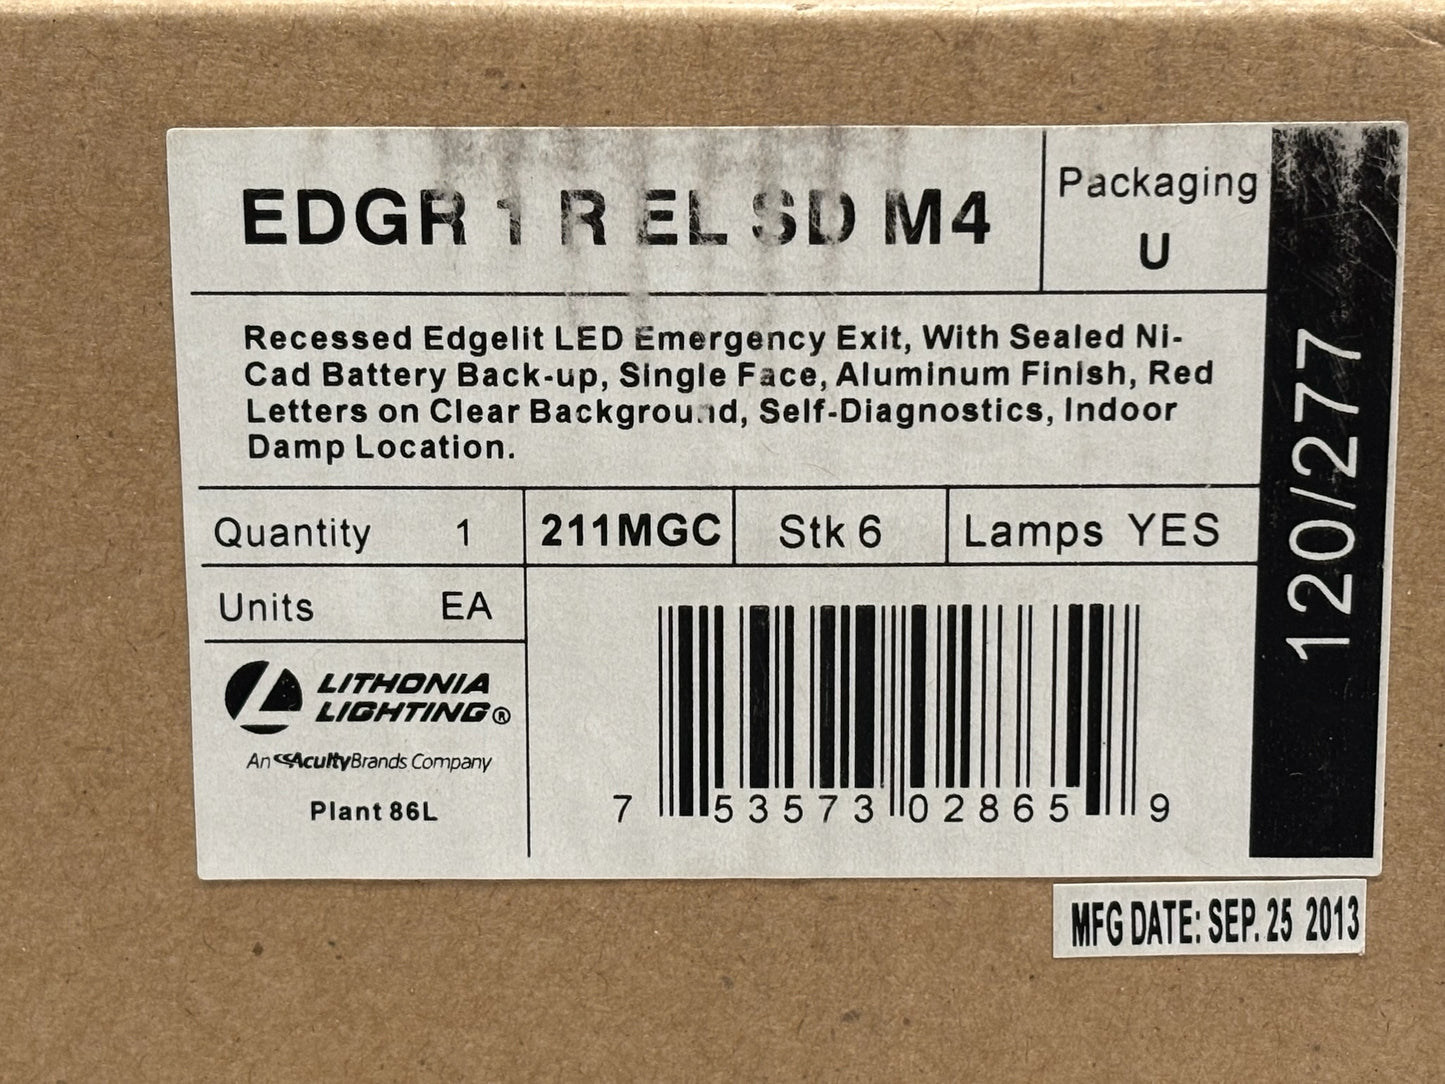 EDGR 1 R EL SD M4
Packaging
U
Recessed Edgelit LED Emergency Exit, With Sealed Ni-
Cad Battery Back-up, Single Face, Aluminum Finish, Red
Letters on Clear Background, Self-Diagnostics, Indoor
Damp Location.
120/277
Quantity 1
211MGC
Stk 6
Lamps YES
Units EA
LITHONIA
LIGHTING®
An AcuityBrands Company
Plant 86L
7 53573 02865 9
MFG DATE: SEP. 25 2013